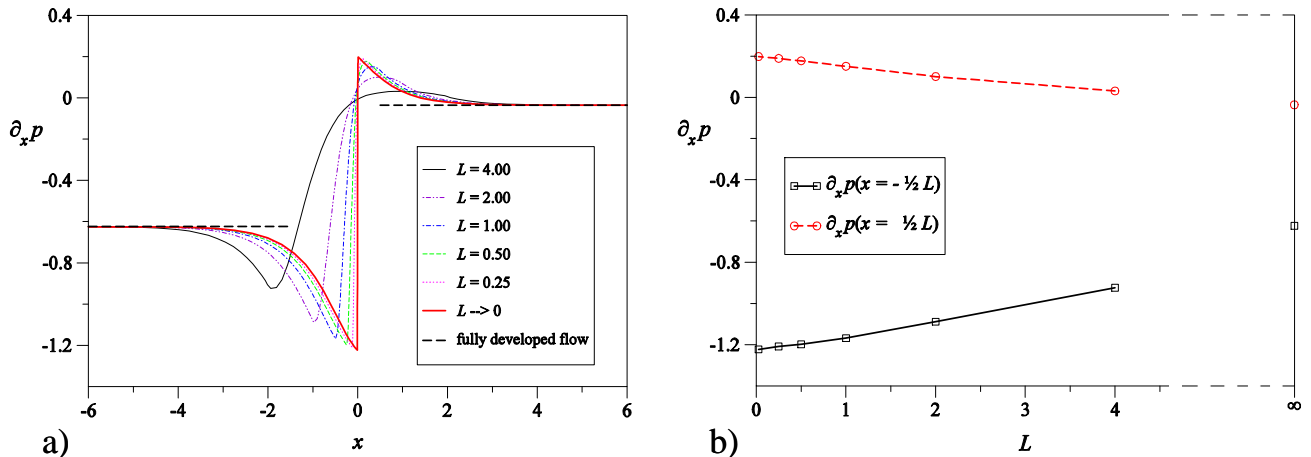 0.4
0
-0.4
-0.8
-1.2
∂ₓp
-6
-4
-2
0
2
4
6
x
L = 4.00
L = 2.00
L = 1.00
L = 0.50
L = 0.25
L --> 0
fully developed flow
a)
0.4
0
-0.4
-0.8
-1.2
∂ₓp
0
1
2
3
4
∞
L
∂ₓp(x = - ½ L)
∂ₓp(x = ½ L)
b)